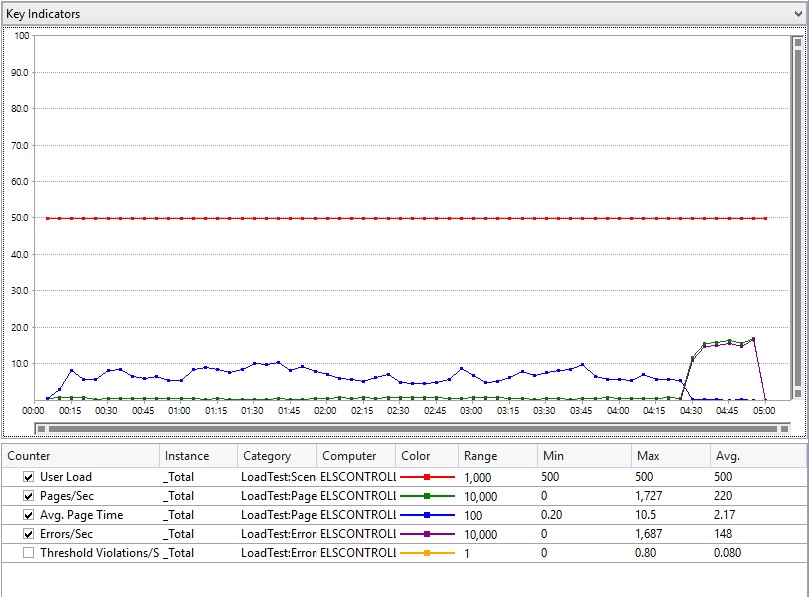 Key Indicators
100
90.0
80.0
70.0
60.0
50.0
40.0
30.0
20.0
10.0
00:00 00:15 00:30 00:45 01:00 01:15 01:30 01:45 02:00 02:15 02:30 02:45 03:00 03:15 03:30 03:45 04:00 04:15 04:30 04:45 05:00
Counter Instance Category Computer Color Range Min Max Avg.
User Load _Total LoadTest:Scen ELSCONTROLL 1,000 500 500 500
Pages/Sec _Total LoadTest:Page ELSCONTROLL 10,000 0 1,727 220
Avg. Page Time _Total LoadTest:Page ELSCONTROLL 100 0.20 10.5 2.17
Errors/Sec _Total LoadTest:Error ELSCONTROLL 10,000 0 1,687 148
Threshold Violations/S _Total LoadTest:Error ELSCONTROLL 1 0 0.80 0.080